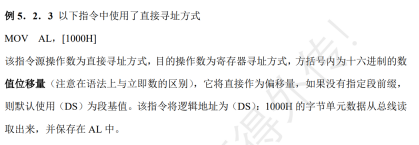 例 5．2．3  以下指令中使用了直接寻址方式
MOV  AL，[1000H]
该指令源操作数为直接寻址方式，目的操作数为寄存器寻址方式，方括号内为十六进制的数
值位移量（注意在语法上与立即数的区别），它将直接作为偏移量，如果没有指定段前缀，
则默认使用（DS）为段基值。该指令将逻辑地址为（DS）：1000H 的字节单元数据从总线读
取出来，并保存在 AL 中。
得外传！